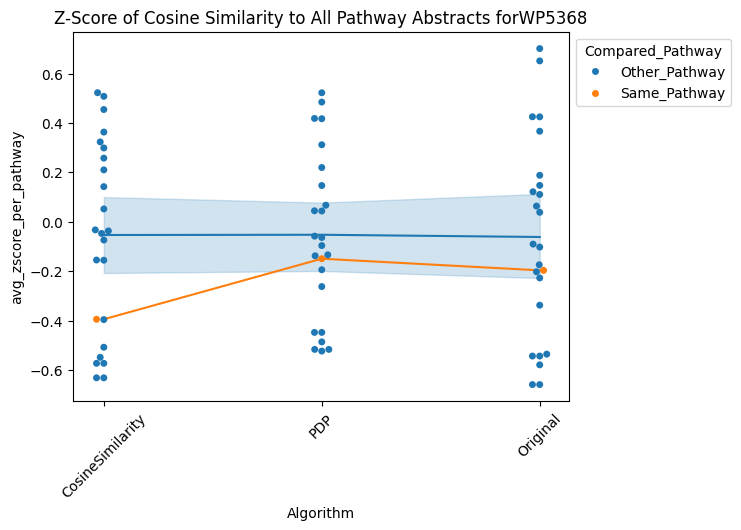 Z-Score of Cosine Similarity to All Pathway Abstracts forWP5368
Compared_Pathway
Other_Pathway
Same_Pathway
avg_zscore_per_pathway
0.6
0.4
0.2
0.0
−0.2
−0.4
−0.6
CosineSimilarity
PDP
Original
Algorithm